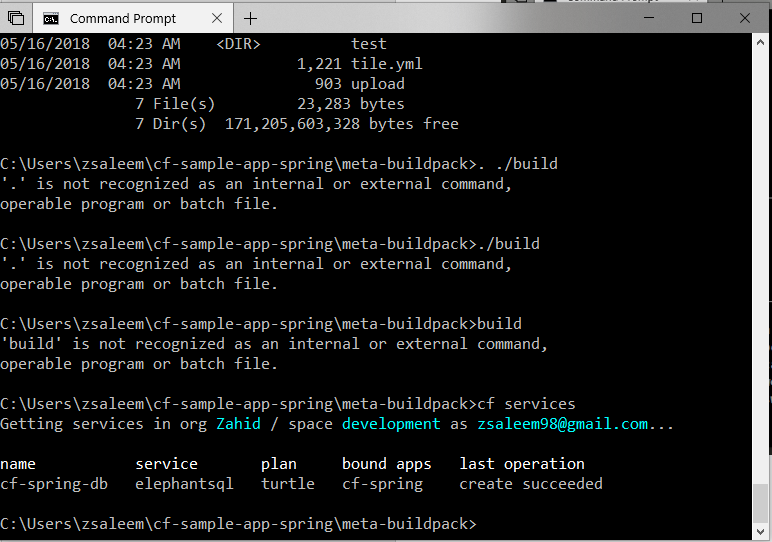 Command Prompt
05/16/2018  04:23 AM    <DIR>          test
05/16/2018  04:23 AM             1,221 tile.yml
05/16/2018  04:23 AM               903 upload
               7 File(s)         23,283 bytes
               7 Dir(s)  171,205,603,328 bytes free
C:\Users\zsaleem\cf-sample-app-spring\meta-buildpack>. ./build
'.' is not recognized as an internal or external command,
operable program or batch file.
C:\Users\zsaleem\cf-sample-app-spring\meta-buildpack>./build
'.' is not recognized as an internal or external command,
operable program or batch file.
C:\Users\zsaleem\cf-sample-app-spring\meta-buildpack>build
'build' is not recognized as an internal or external command,
operable program or batch file.
C:\Users\zsaleem\cf-sample-app-spring\meta-buildpack>cf services
Getting services in org Zahid / space development as zsaleem98@gmail.com...
name           service       plan     bound apps   last operation
cf-spring-db   elephantsql   turtle   cf-spring    create succeeded
C:\Users\zsaleem\cf-sample-app-spring\meta-buildpack>